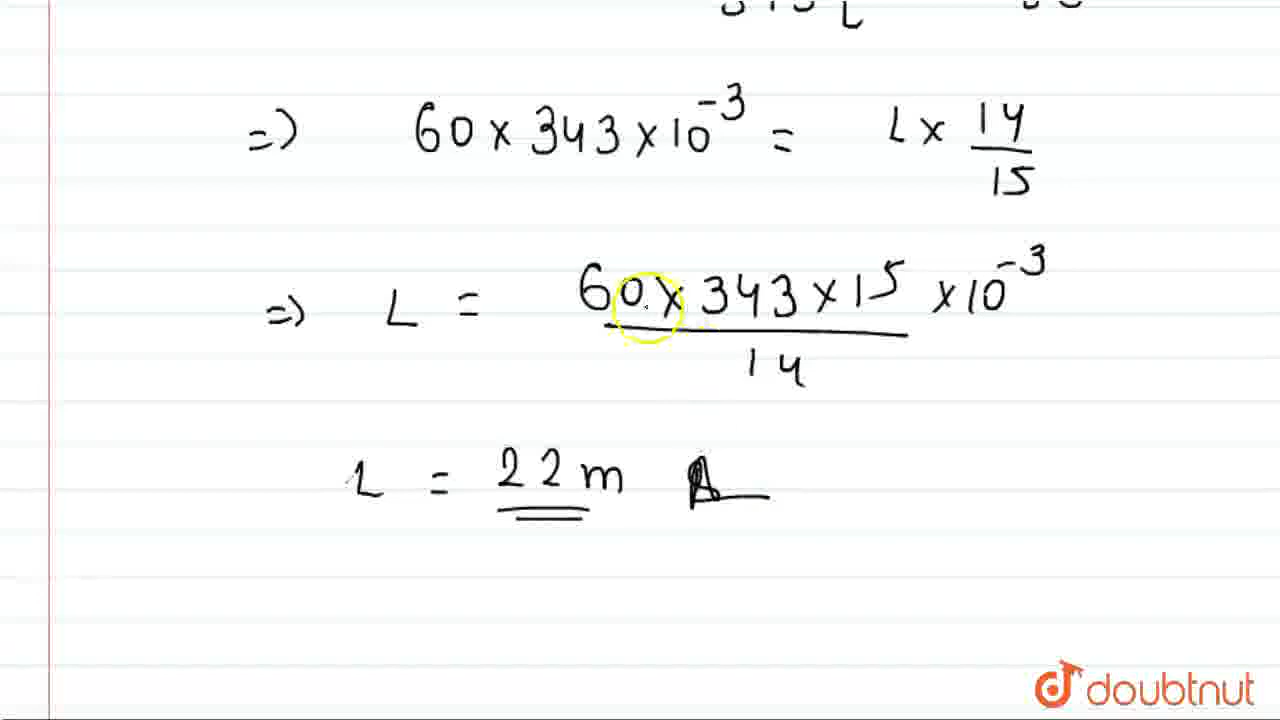 =) 60 x 343 x 10^-3 = L x 14/15
=) L = 60 x 343 x 15/14 x 10^-3
L = 22 m
doubtnut